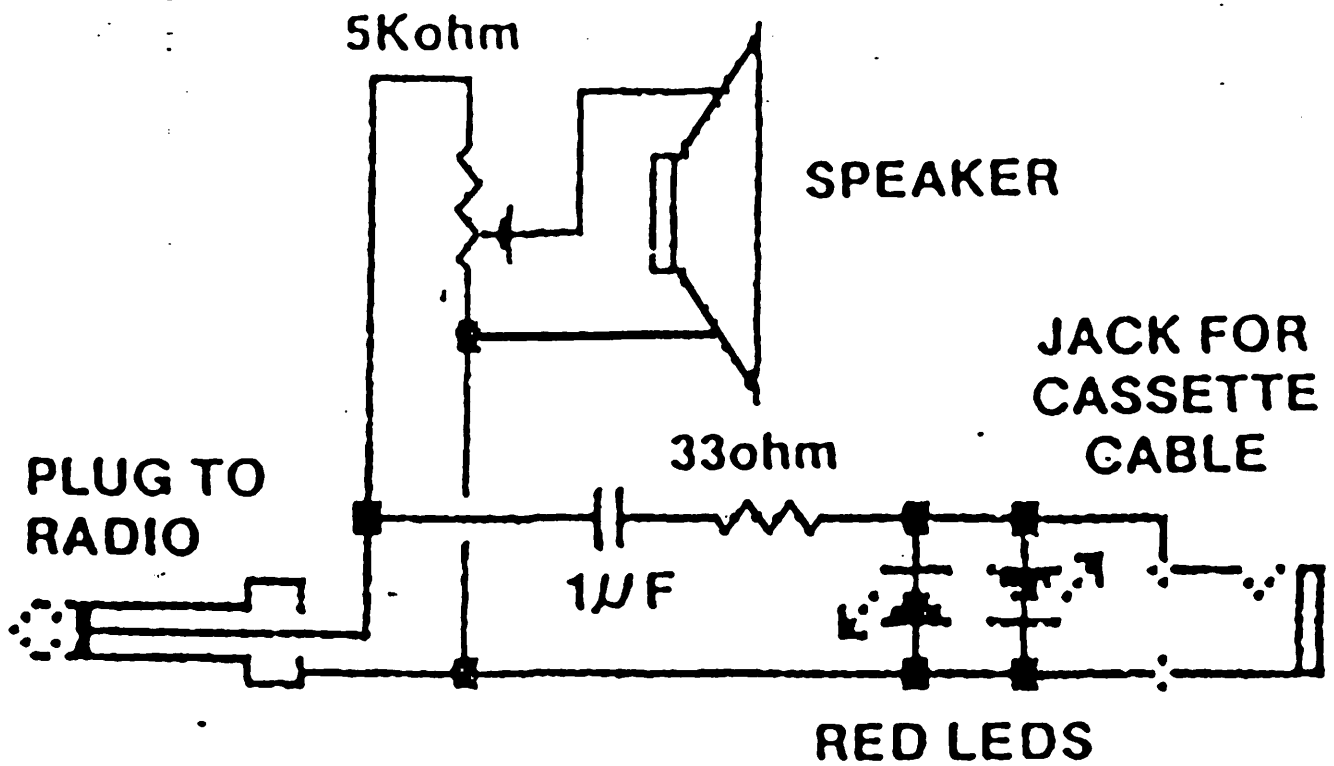 5Kohm
SPEAKER
JACK FOR
CASSETTE
CABLE
33ohm
PLUG TO
RADIO
1µF
RED LEDS